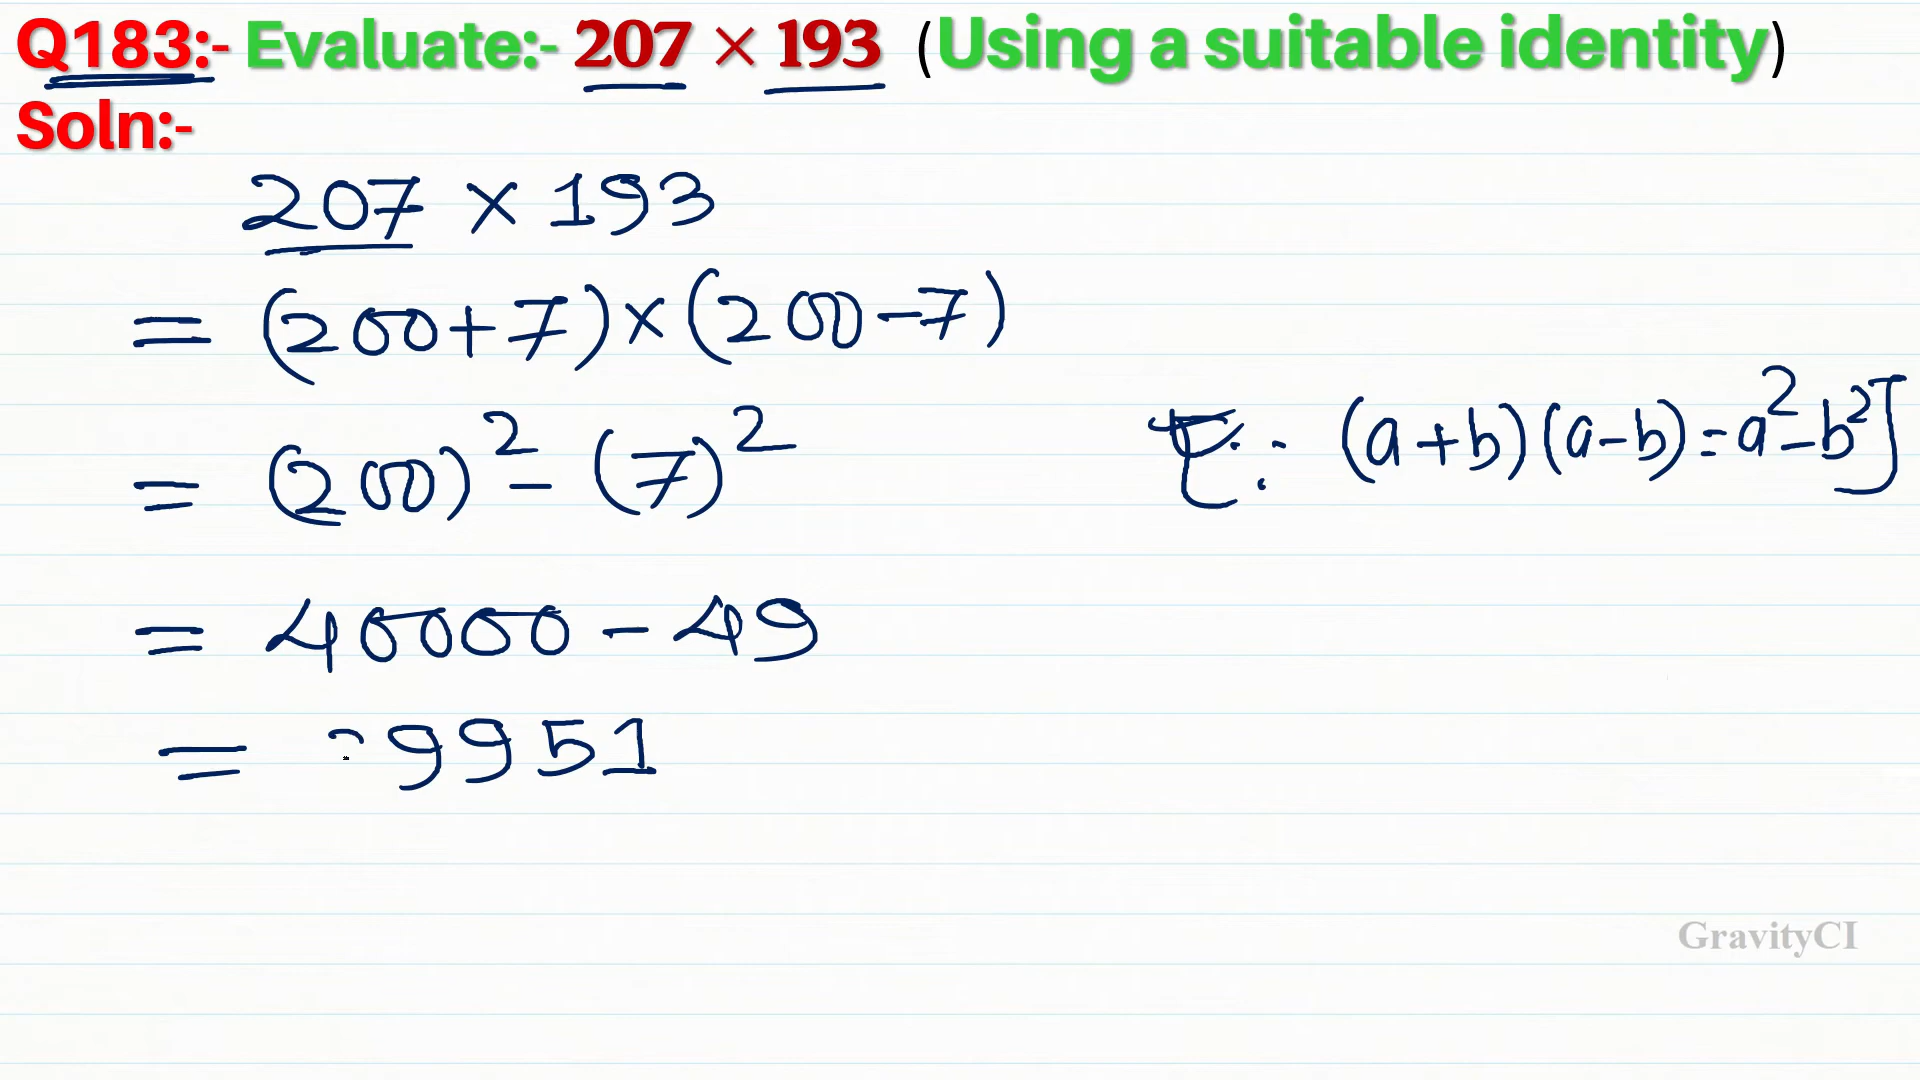 Q183:- Evaluate:- 207 × 193 (Using a suitable identity)
Soln:-
207 × 193
= (200+7)×(200-7)
= (200)² - (7)²
[∵ (a+b)(a-b)=a²-b²]
= 40000 - 49
= 9951
GravityCI